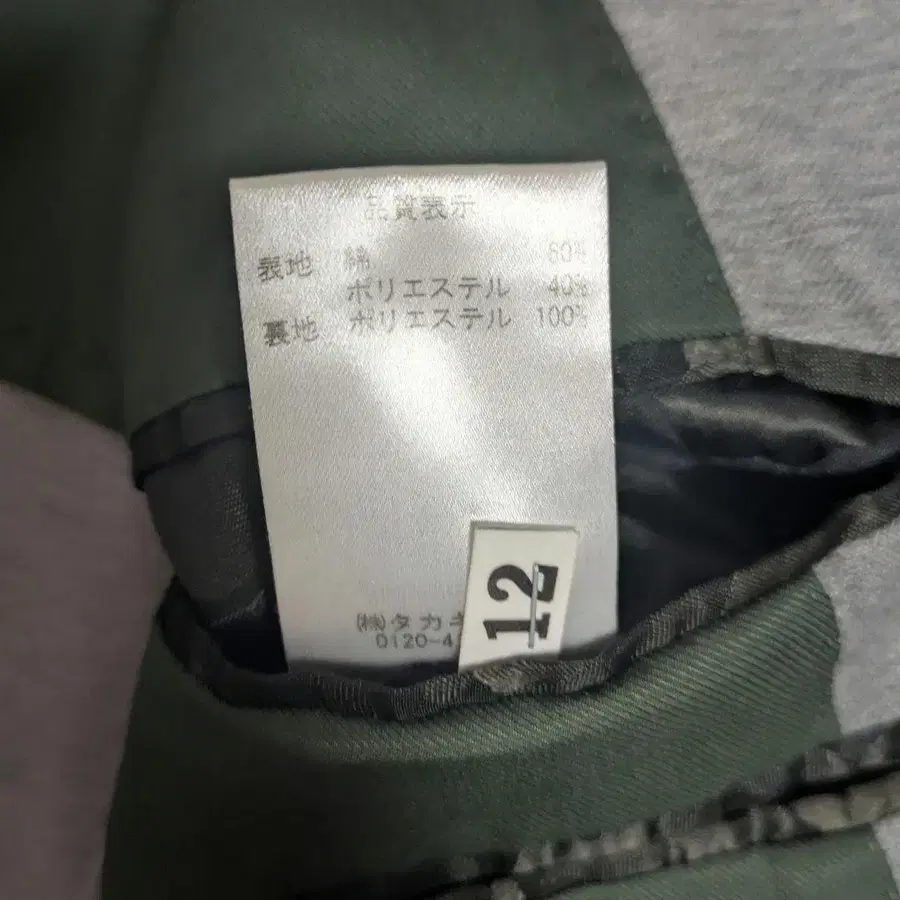 品質表示
表地 綿 60%
ポリエステル 40%
裏地 ポリエステル 100%
(株)タカキ
0120-4
12